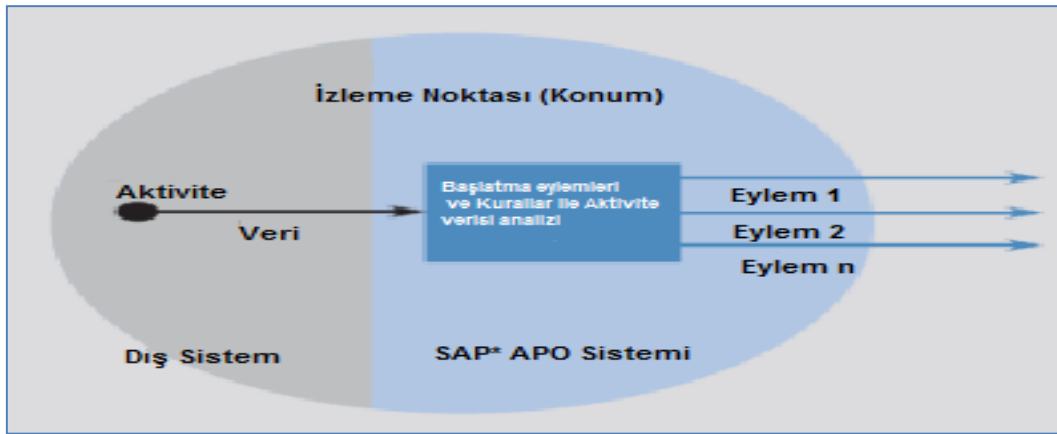 İzleme Noktası (Konum)
Aktivite
Veri
Başlatma eylemleri
ve Kurallar ile Aktivite
verisi analizi
Eylem 1
Eylem 2
Eylem n
Dış Sistem
SAP* APO Sistemi